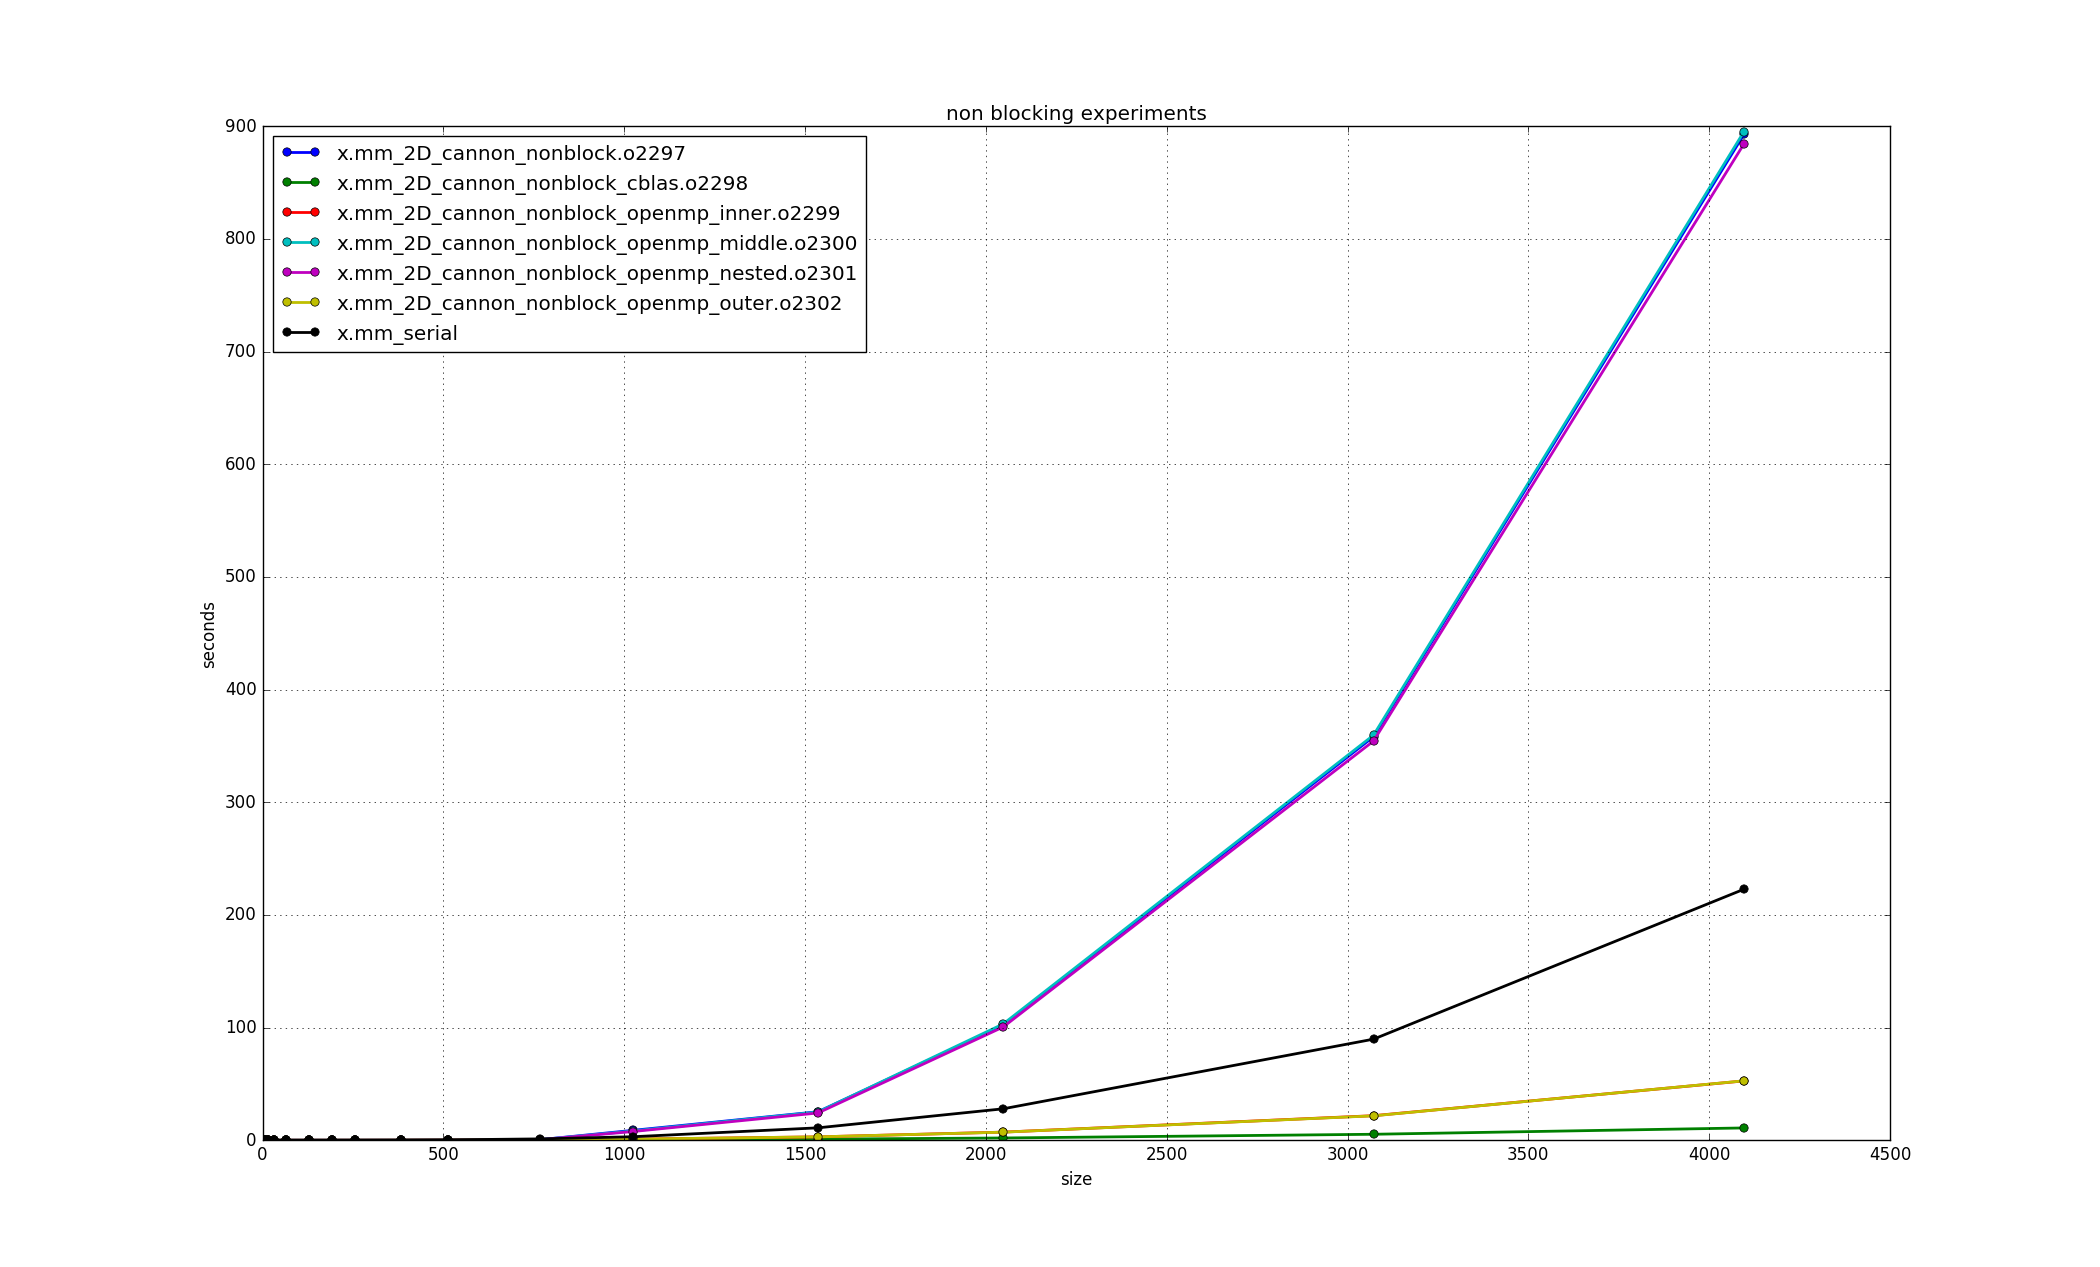 non blocking experiments
900
800
700
600
500
400
300
200
100
0
seconds
x.mm_2D_cannon_nonblock.o2297
x.mm_2D_cannon_nonblock_cblas.o2298
x.mm_2D_cannon_nonblock_openmp_inner.o2299
x.mm_2D_cannon_nonblock_openmp_middle.o2300
x.mm_2D_cannon_nonblock_openmp_nested.o2301
x.mm_2D_cannon_nonblock_openmp_outer.o2302
x.mm_serial
0 500 1000 1500 2000 2500 3000 3500 4000 4500
size